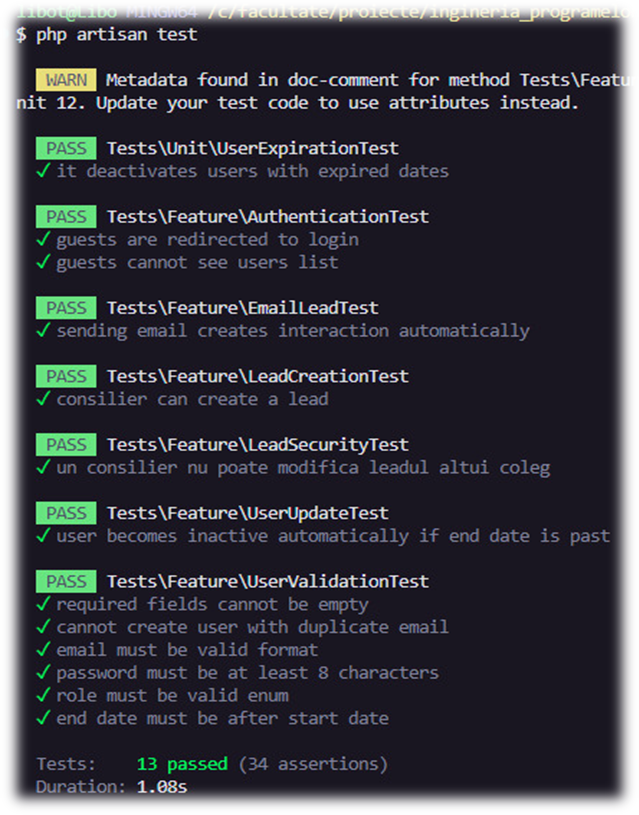 libot@Libo MINGW64 /c/facultate/proiecte/ingineria_programelo
$ php artisan test
WARN Metadata found in doc-comment for method Tests\Featu
nit 12. Update your test code to use attributes instead.
PASS Tests\Unit\UserExpirationTest
✓ it deactivates users with expired dates
PASS Tests\Feature\AuthenticationTest
✓ guests are redirected to login
✓ guests cannot see users list
PASS Tests\Feature\EmailLeadTest
✓ sending email creates interaction automatically
PASS Tests\Feature\LeadCreationTest
✓ consilier can create a lead
PASS Tests\Feature\LeadSecurityTest
✓ un consilier nu poate modifica leadul altui coleg
PASS Tests\Feature\UserUpdateTest
✓ user becomes inactive automatically if end date is past
PASS Tests\Feature\UserValidationTest
✓ required fields cannot be empty
✓ cannot create user with duplicate email
✓ email must be valid format
✓ password must be at least 8 characters
✓ role must be valid enum
✓ end date must be after start date
Tests: 13 passed (34 assertions)
Duration: 1.08s